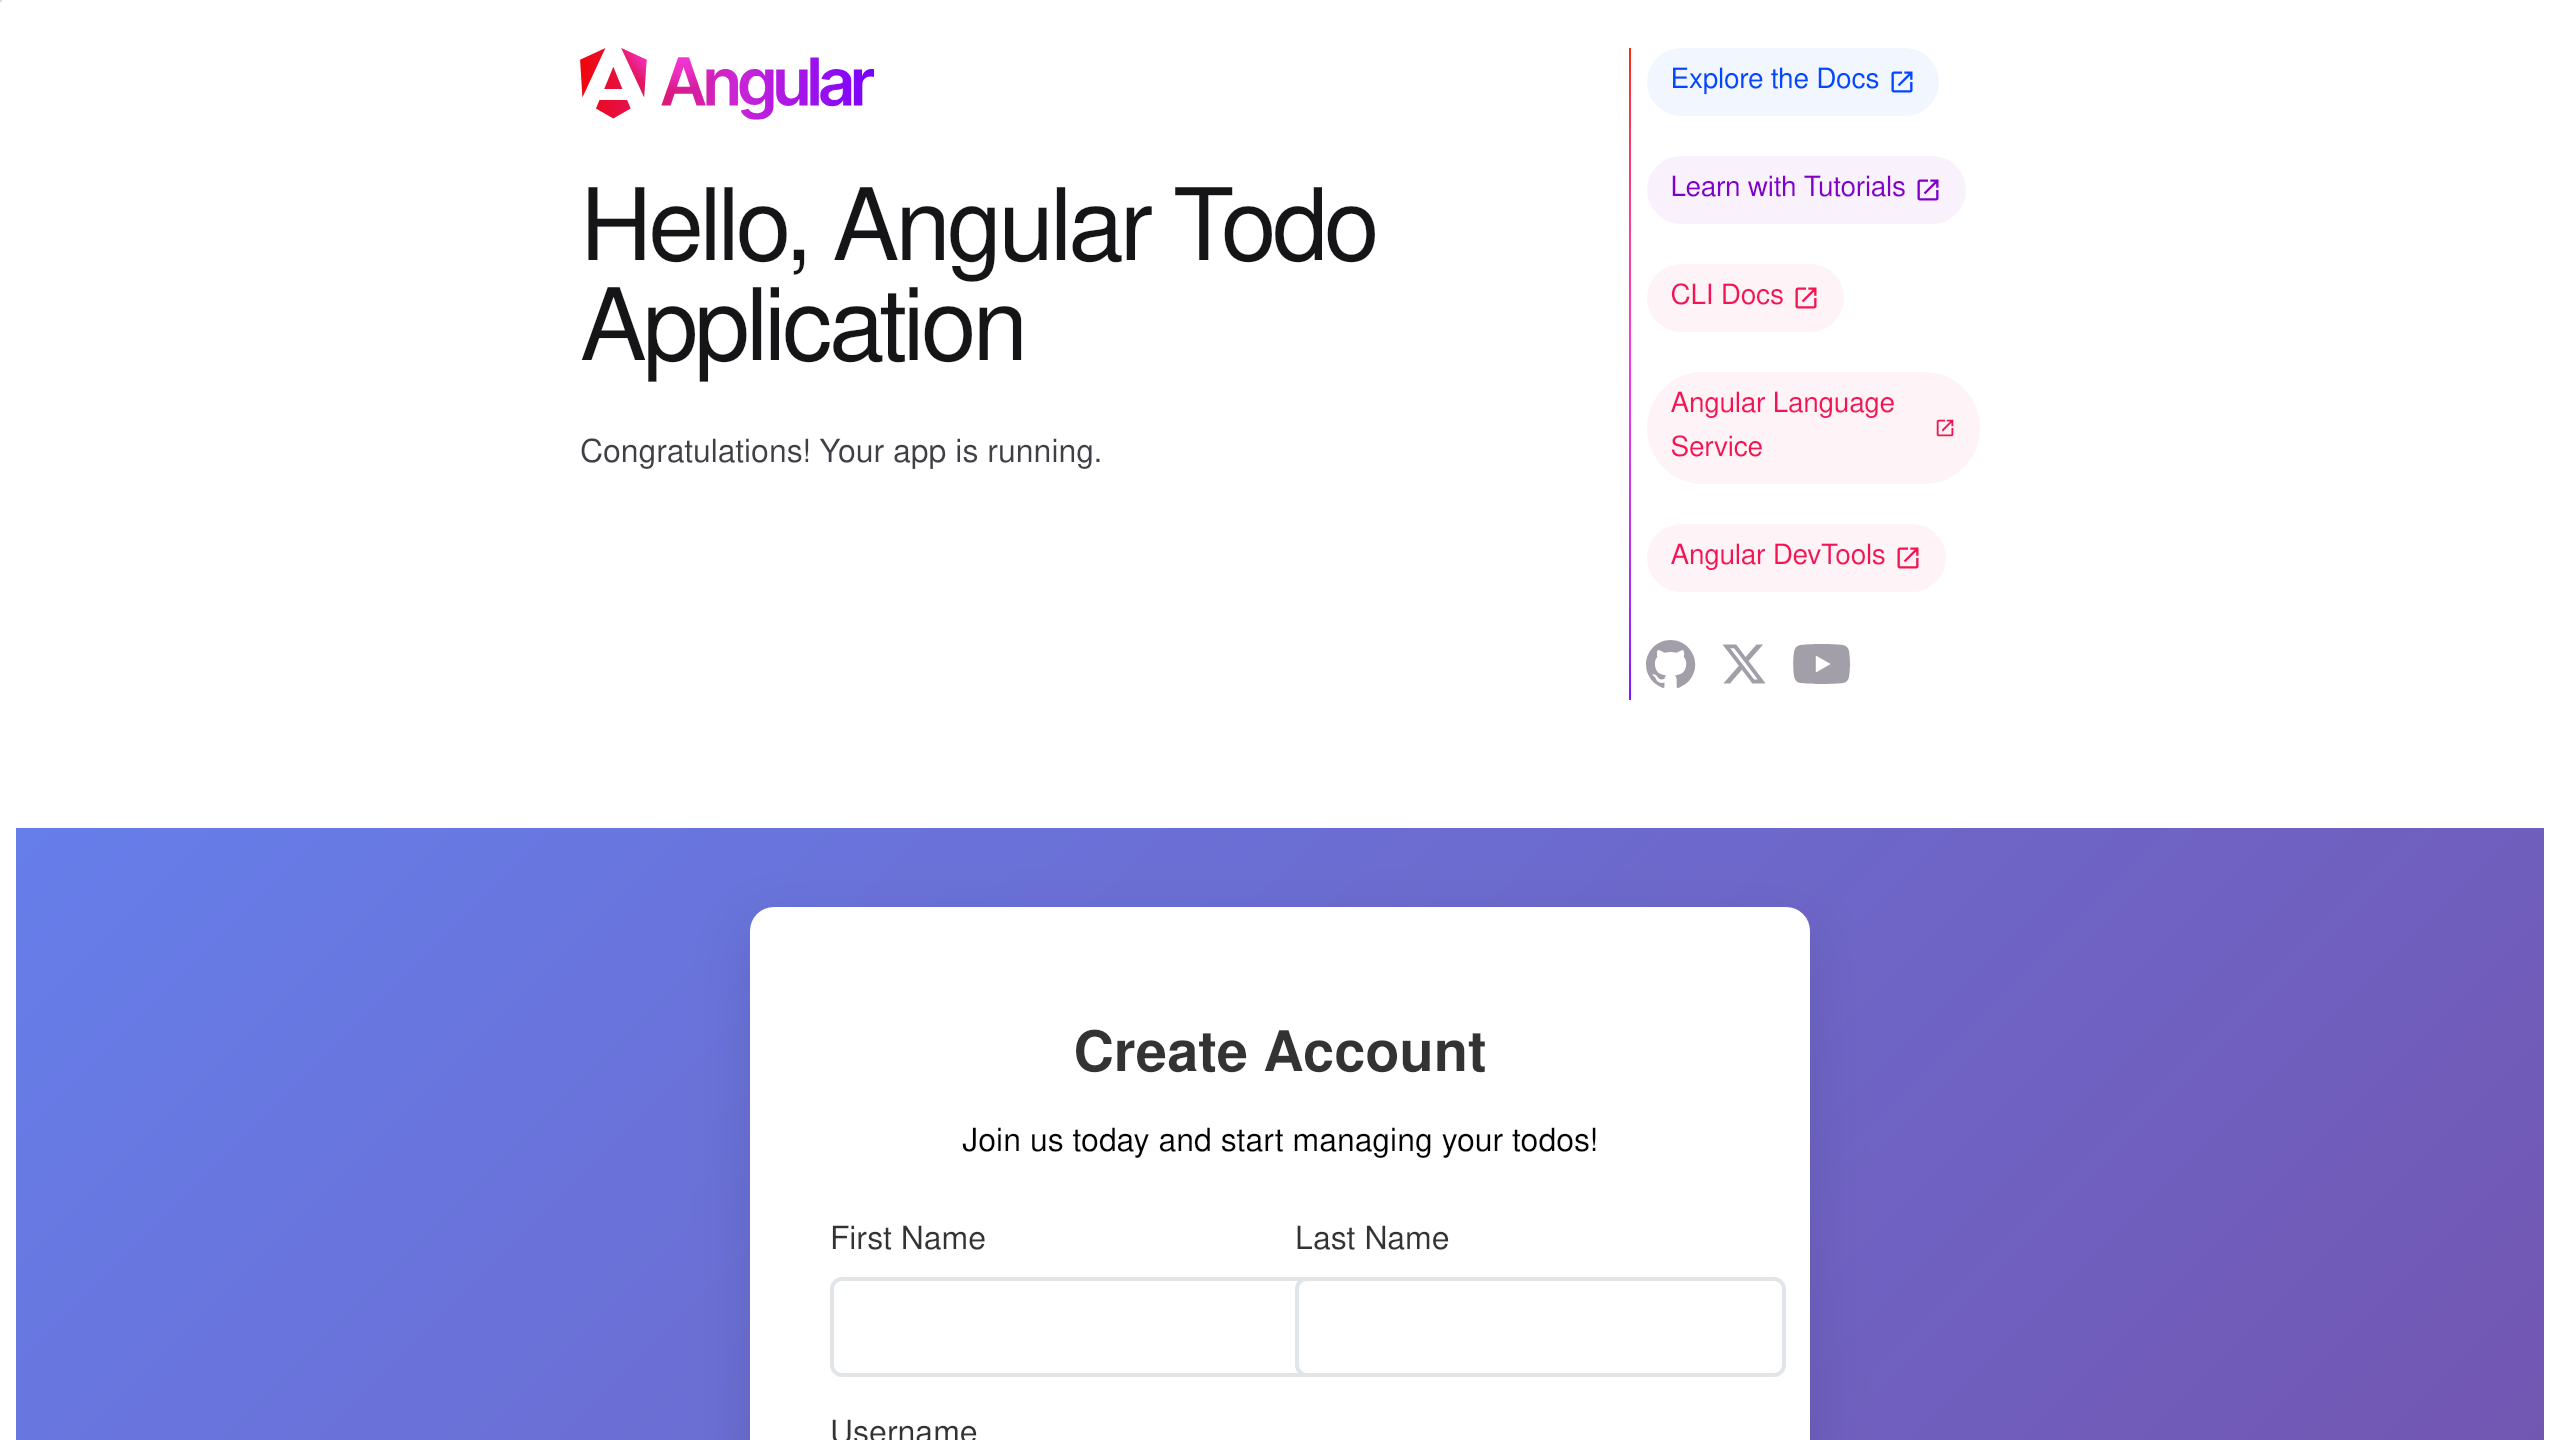 Angular
Hello, Angular Todo
Application
Congratulations! Your app is running.
Explore the Docs
Learn with Tutorials
CLI Docs
Angular Language
Service
Angular DevTools
Create Account
Join us today and start managing your todos!
First Name
Last Name
Username